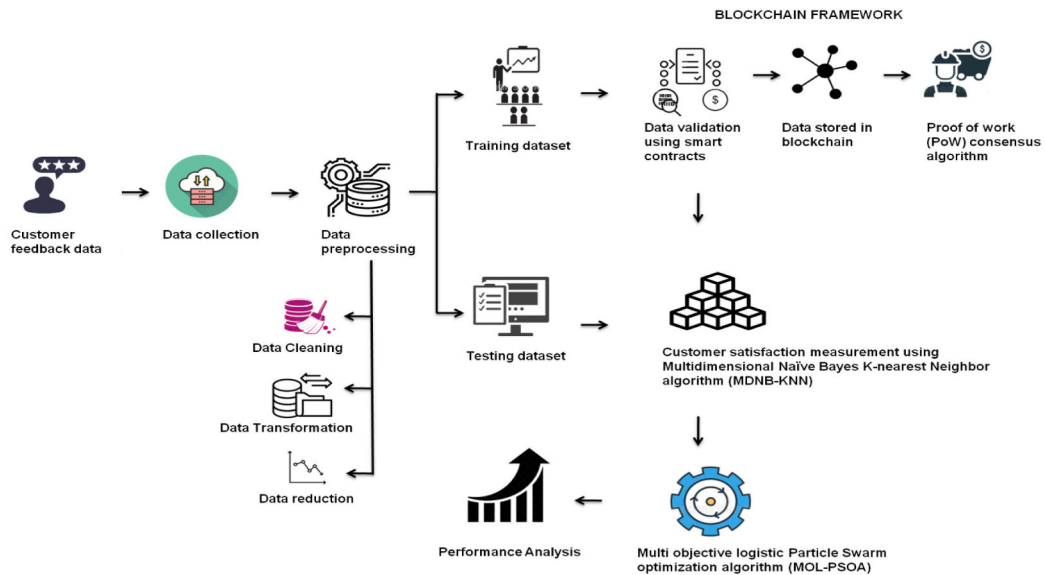 BLOCKCHAIN FRAMEWORK
Training dataset
Data validation
using smart
contracts
Data stored in
blockchain
Proof of work
(PoW) consensus
algorithm
Customer
feedback data
Data collection
Data
preprocessing
Data Cleaning
Data Transformation
Data reduction
Testing dataset
Customer satisfaction measurement using
Multidimensional Naïve Bayes K-nearest Neighbor
algorithm (MDNB-KNN)
Performance Analysis
Multi objective logistic Particle Swarm
optimization algorithm (MOL-PSOA)